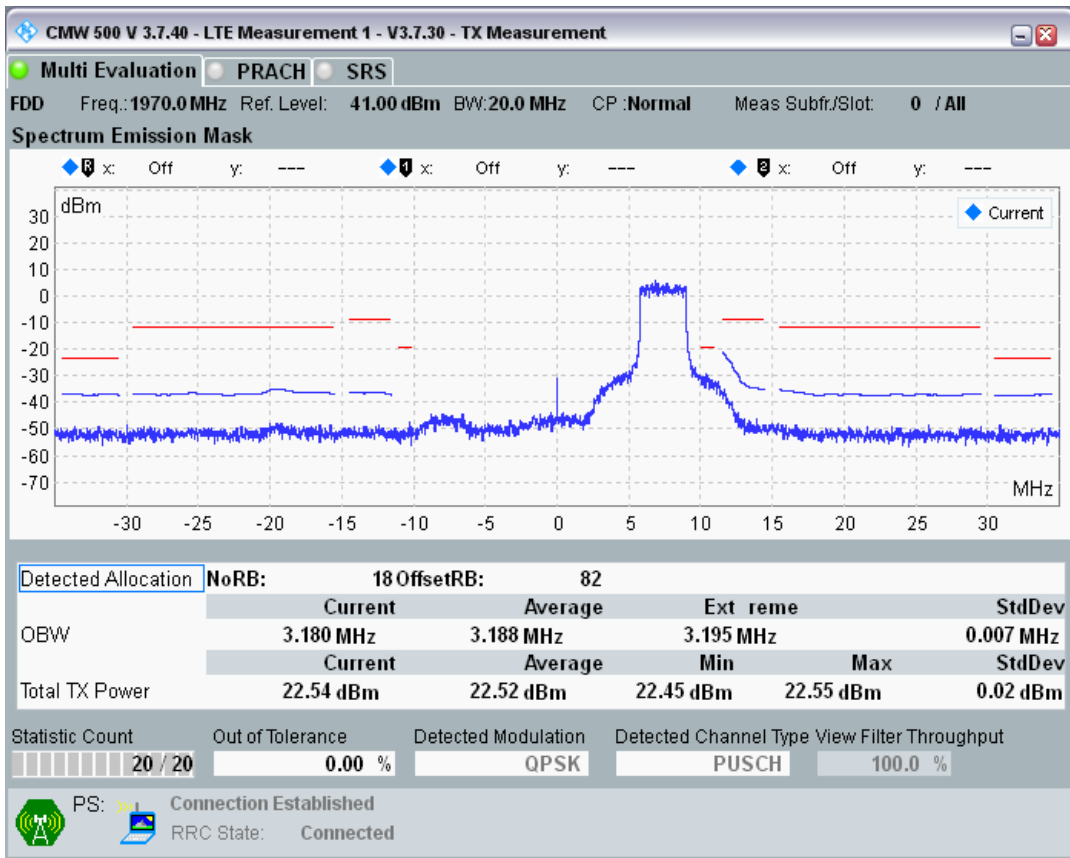 CMW 500 V 3.7.40 - LTE Measurement 1 - V3.7.30 - TX Measurement
Multi Evaluation PRACH SRS
FDD Freq.:1970.0 MHz Ref. Level: 41.00 dBm BW:20.0 MHz CP :Normal Meas Subfr./Slot: 0 / All
Spectrum Emission Mask
R x: Off y: --- 1 x: Off y: --- 2 x: Off y: ---
dBm
Current
30
20
10
0
-10
-20
-30
-40
-50
-60
-70
MHz
-30 -25 -20 -15 -10 -5 0 5 10 15 20 25 30
Detected Allocation NoRB: 18 OffsetRB: 82
Current Average Ext reme StdDev
OBW 3.180 MHz 3.188 MHz 3.195 MHz 0.007 MHz
Current Average Min Max StdDev
Total TX Power 22.54 dBm 22.52 dBm 22.45 dBm 22.55 dBm 0.02 dBm
Statistic Count Out of Tolerance Detected Modulation Detected Channel Type View Filter Throughput
20 / 20 0.00 % QPSK PUSCH 100.0 %
PS: Connection Established
RRC State: Connected